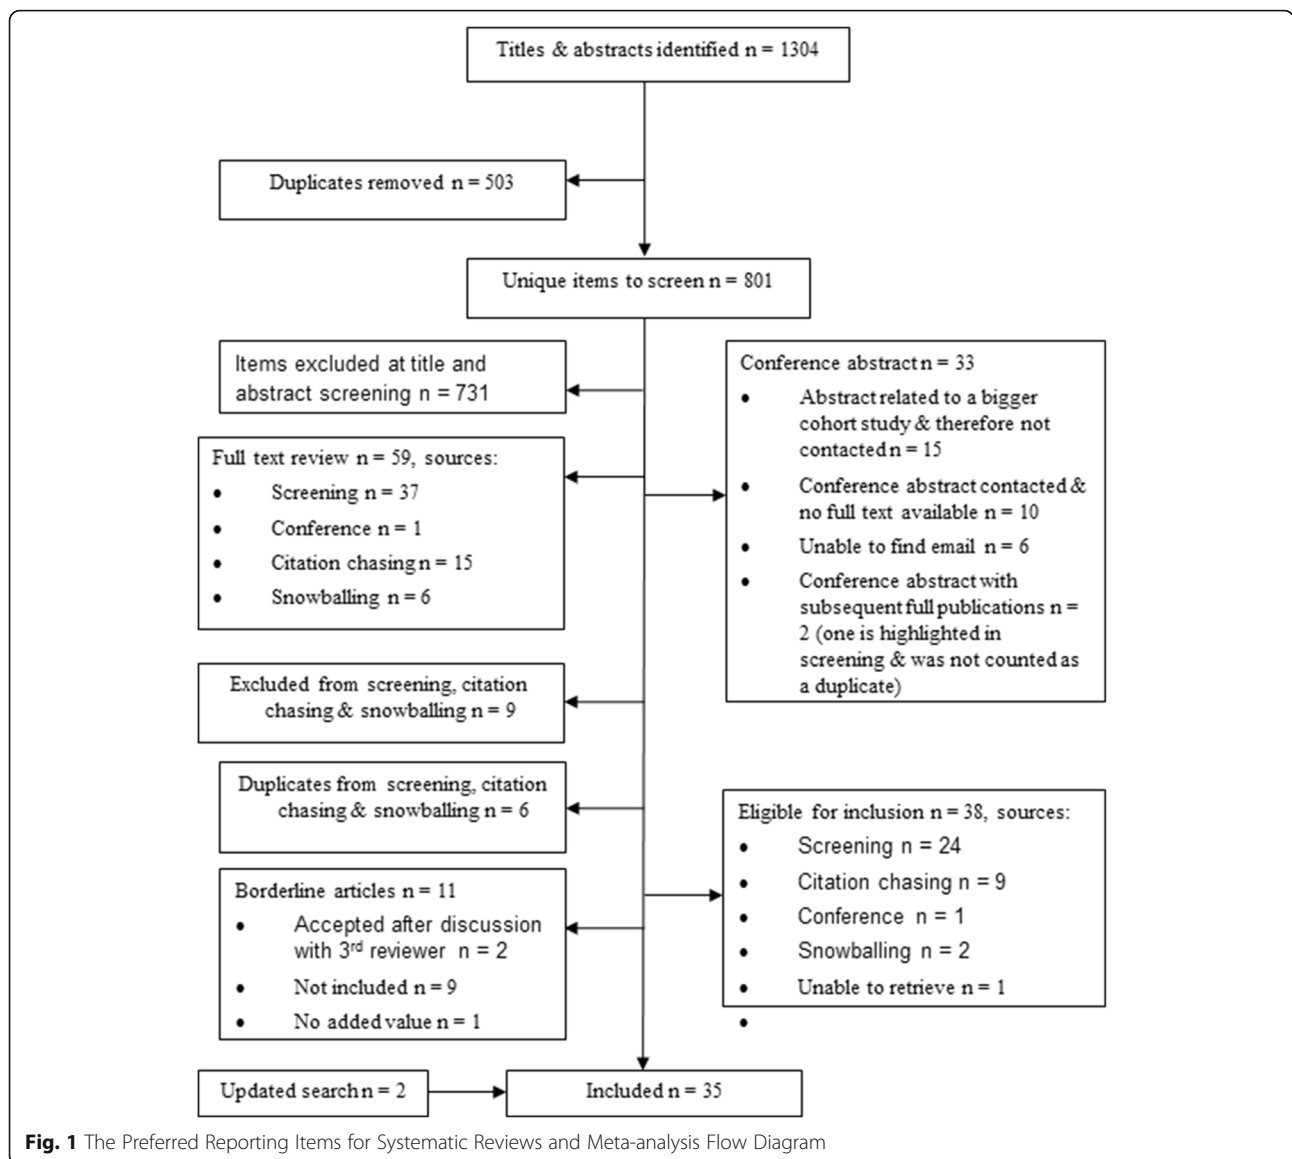 Titles & abstracts identified n = 1304
Duplicates removed n = 503
Unique items to screen n = 801
Items excluded at title and
abstract screening n = 731
Conference abstract n = 33
• Abstract related to a bigger
cohort study & therefore not
contacted n = 15
• Conference abstract contacted &
no full text available n = 10
• Unable to find email n = 6
• Conference abstract with
subsequent full publications n =
2 (one is highlighted in
screening & was not counted as
a duplicate)
Full text review n = 59, sources:
• Screening n = 37
• Conference n = 1
• Citation chasing n = 15
• Snowballing n = 6
Excluded from screening, citation
chasing & snowballing n = 9
Duplicates from screening, citation
chasing & snowballing n = 6
Eligible for inclusion n = 38, sources:
• Screening n = 24
• Citation chasing n = 9
• Conference n = 1
• Snowballing n = 2
• Unable to retrieve n = 1
•
Borderline articles n = 11
• Accepted after discussion
with 3rd reviewer n = 2
• Not included n = 9
• No added value n = 1
Updated search n = 2
Included n = 35
Fig. 1 The Preferred Reporting Items for Systematic Reviews and Meta-analysis Flow Diagram